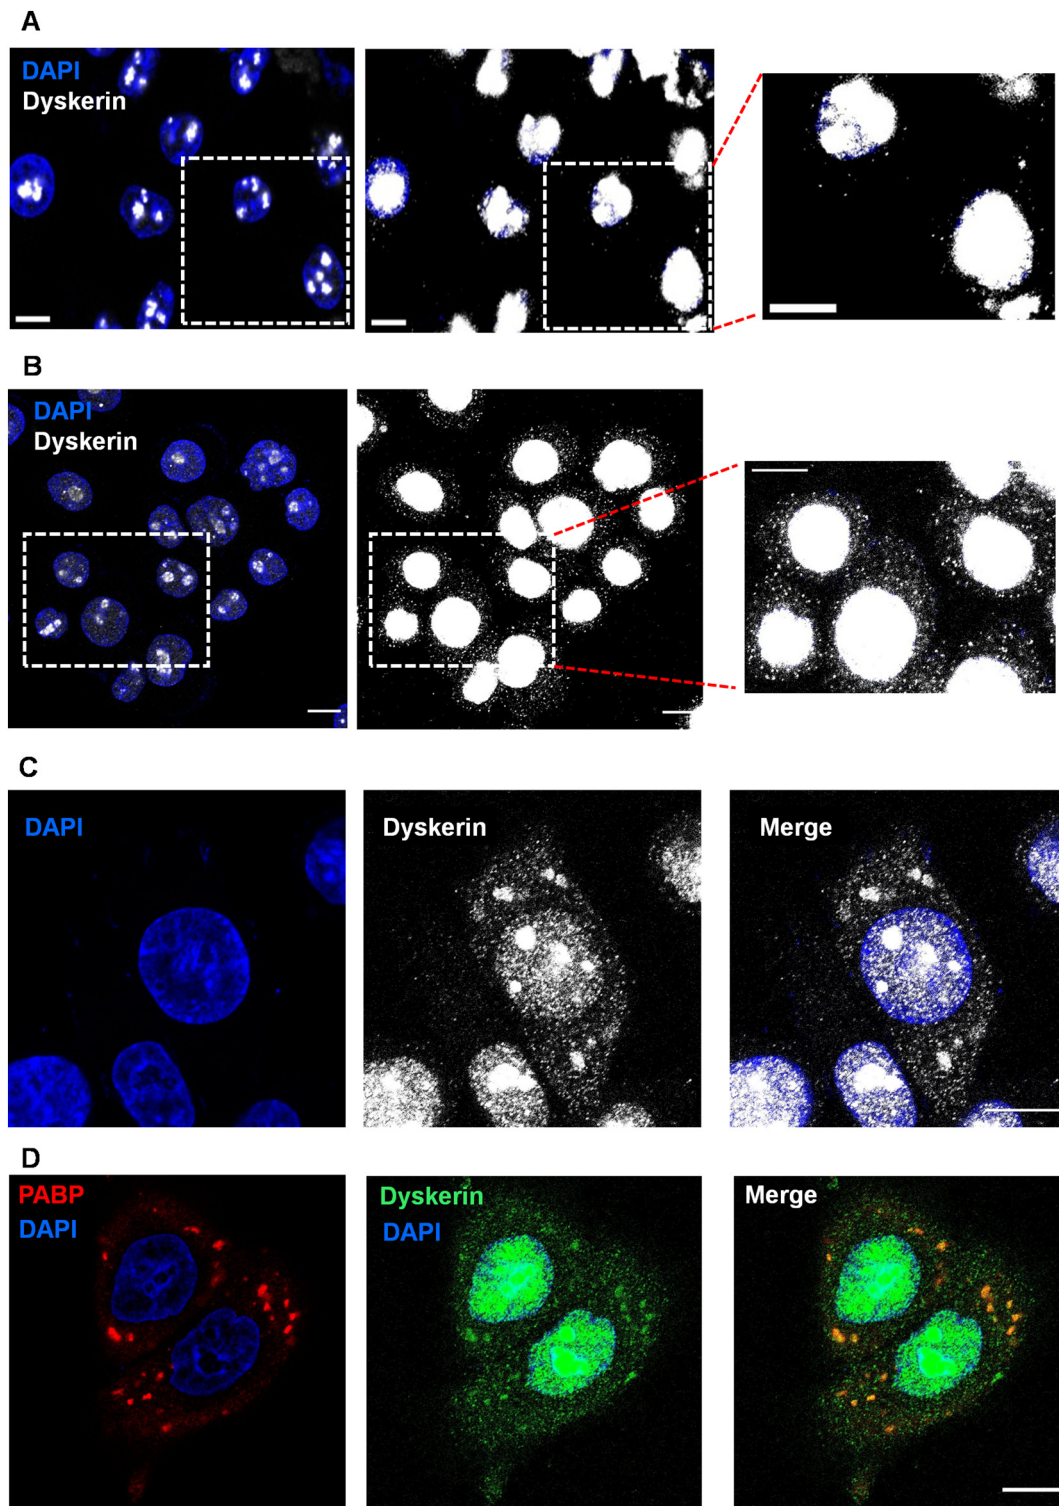 A
DAPI
Dyskerin
B
DAPI
Dyskerin
C
DAPI
Dyskerin
Merge
D
PABP
DAPI
Dyskerin
DAPI
Merge